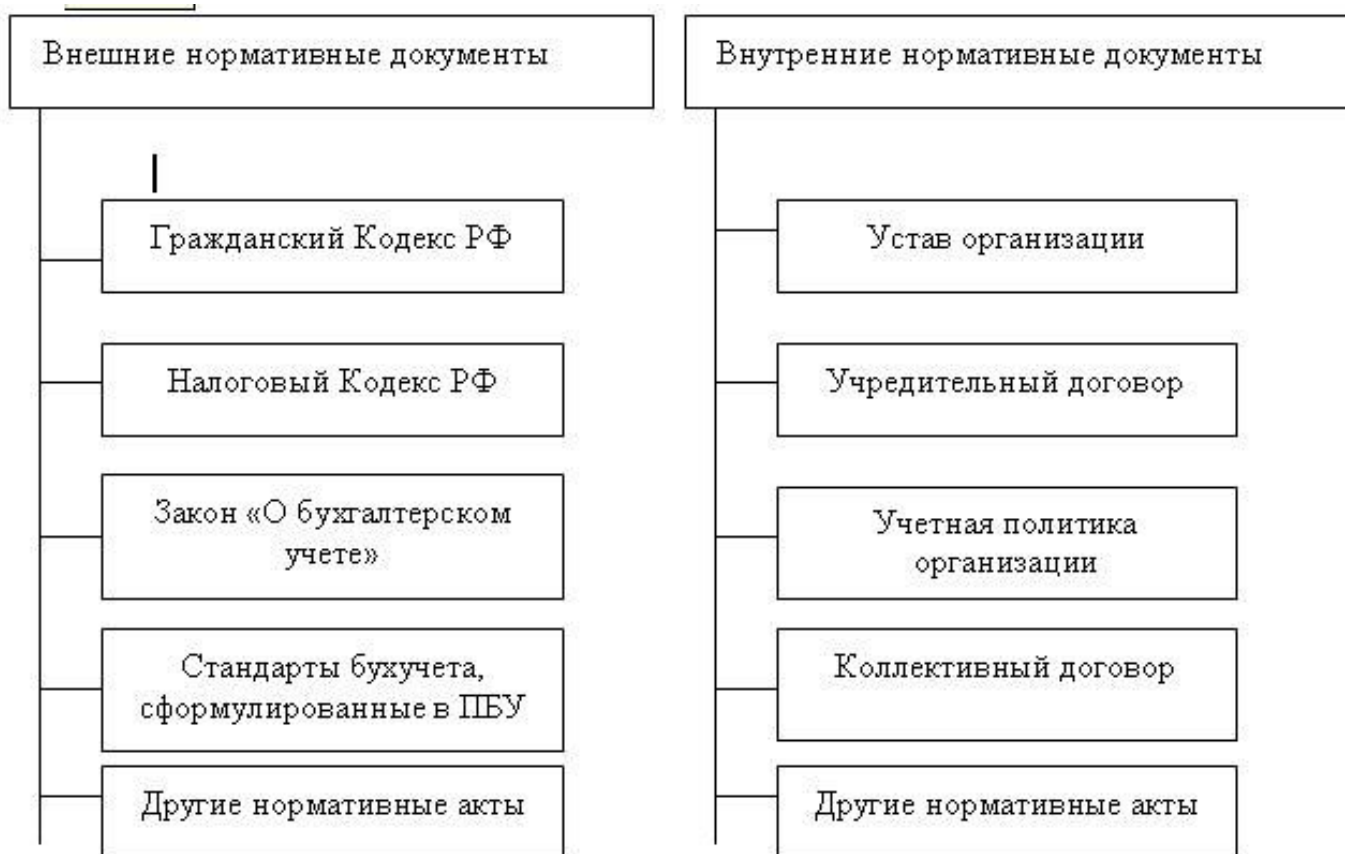 Внешние нормативные документы
Гражданский Кодекс РФ
Налоговый Кодекс РФ
Закон «О бухгалтерском
учете»
Стандарты бухучета,
сформулированные в ПБУ
Другие нормативные акты
Внутренние нормативные документы
Устав организации
Учредительный договор
Учетная политика
организации
Коллективный договор
Другие нормативные акты